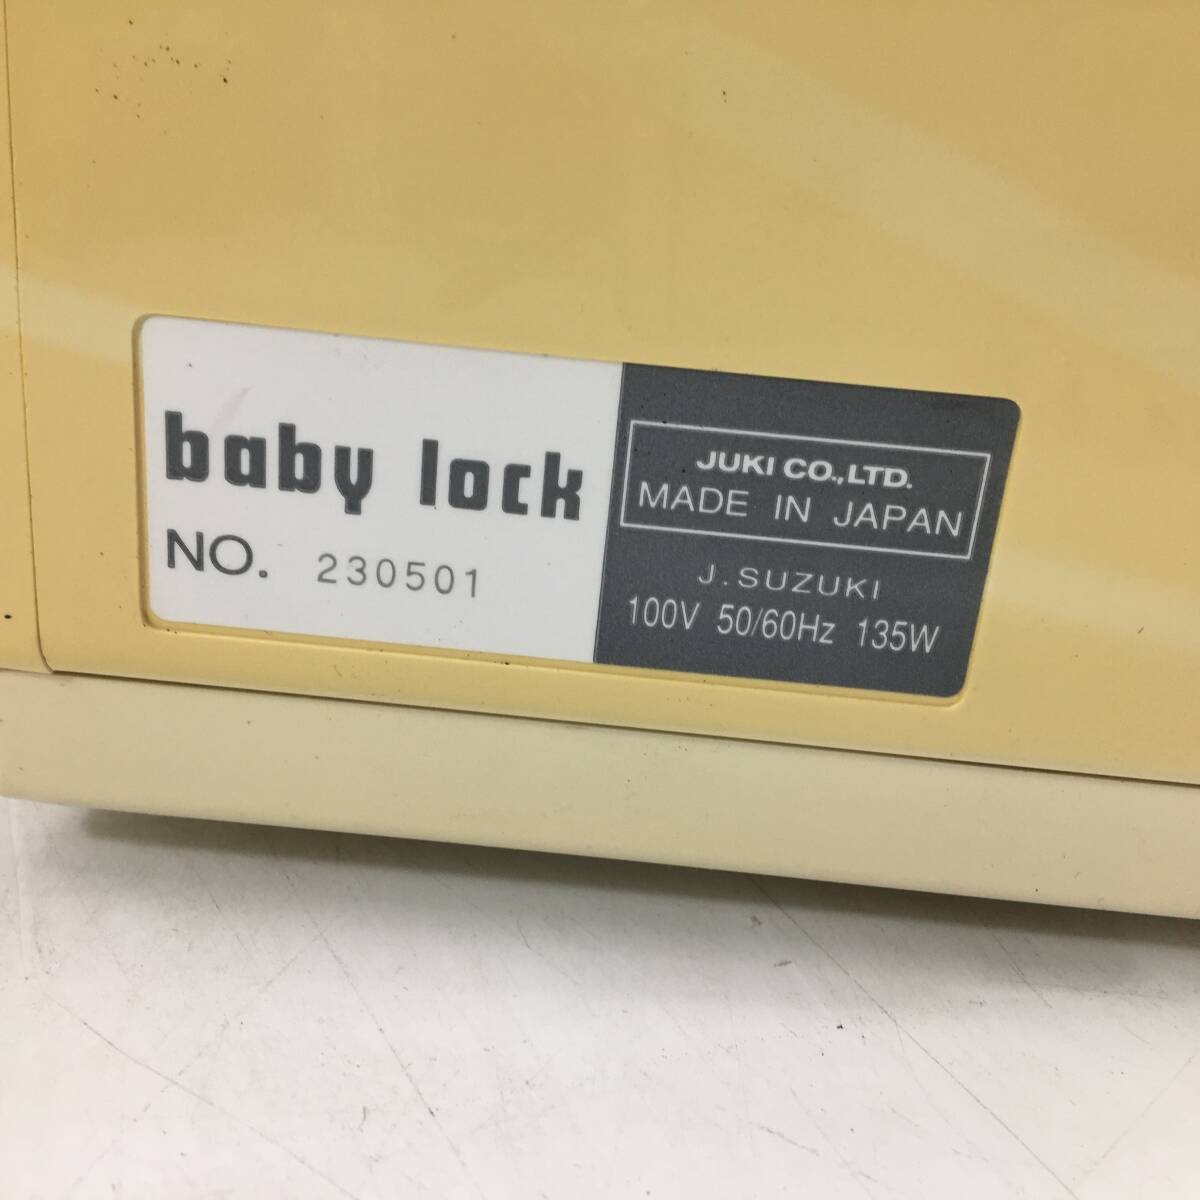 baby lock
NO. 230501
JUKI CO.,LTD.
MADE IN JAPAN
J.SUZUKI
100V 50/60Hz 135W